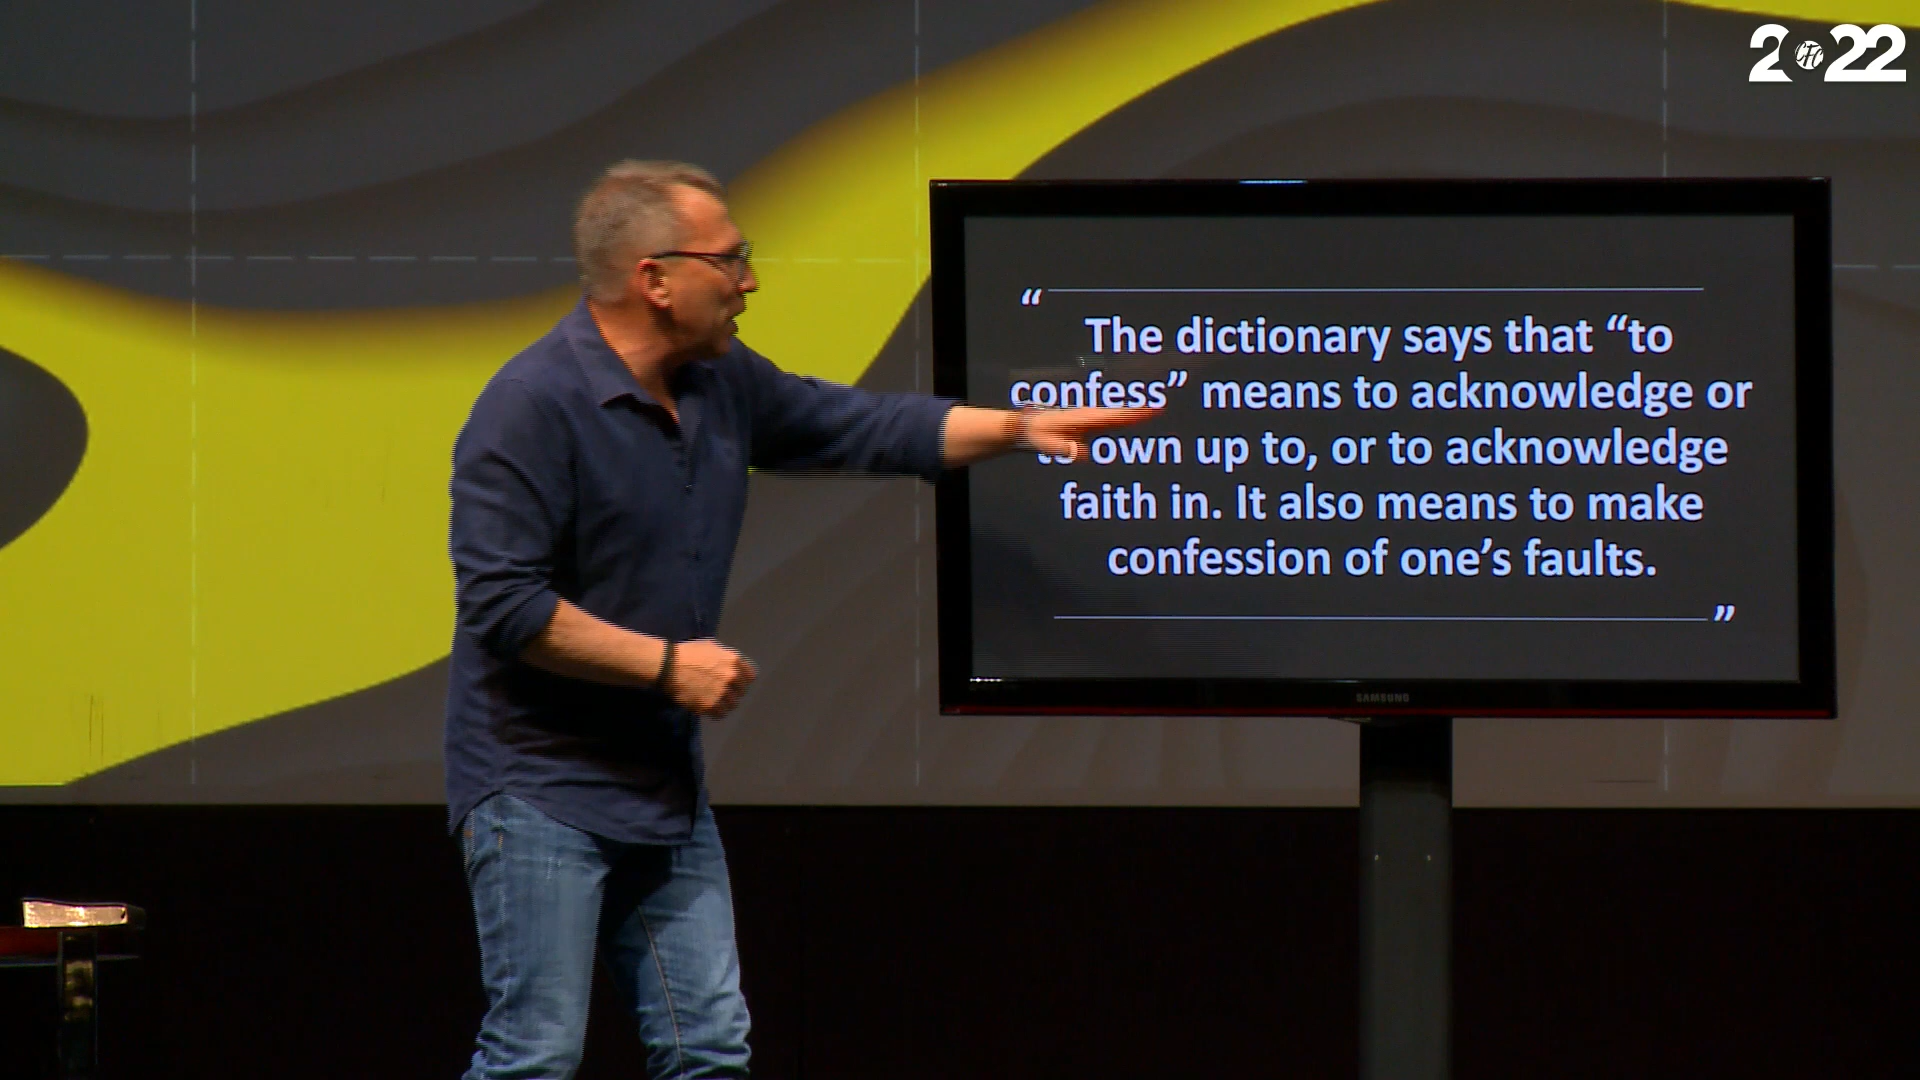 2022
“
The dictionary says that “to
confess” means to acknowledge or
to own up to, or to acknowledge
faith in. It also means to make
confession of one’s faults.
”
SAMSUNG